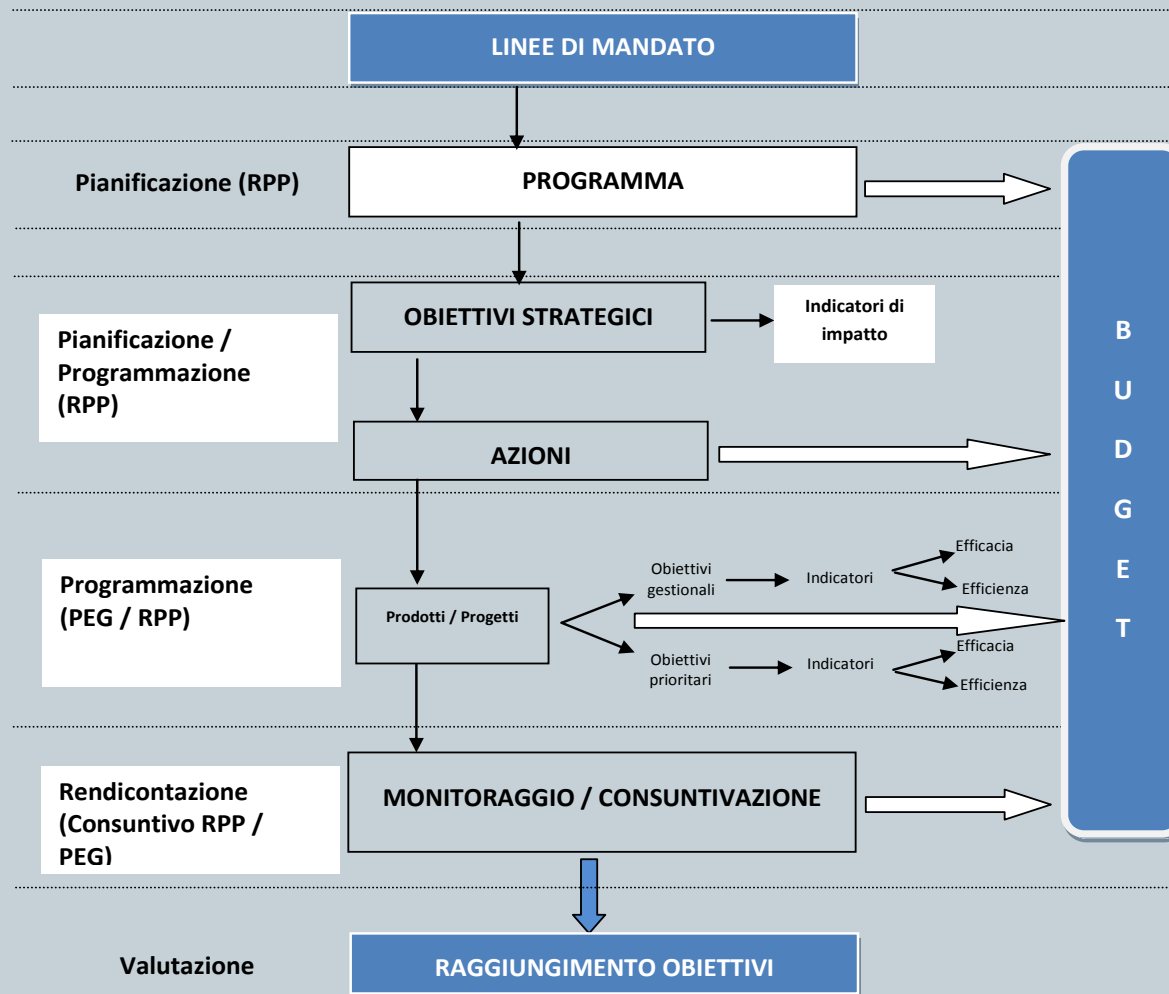 LINEE DI MANDATO
Pianificazione (RPP)
PROGRAMMA
OBIETTIVI STRATEGICI
Indicatori di
impatto
Pianificazione /
Programmazione
(RPP)
AZIONI
Programmazione
(PEG / RPP)
Prodotti / Progetti
Obiettivi
gestionali
Indicatori
Efficacia
Efficienza
Obiettivi
prioritari
Indicatori
Efficacia
Efficienza
Rendicontazione
(Consuntivo RPP /
PEG)
MONITORAGGIO / CONSUNTIVAZIONE
Valutazione
RAGGIUNGIMENTO OBIETTIVI
B
U
D
G
E
T